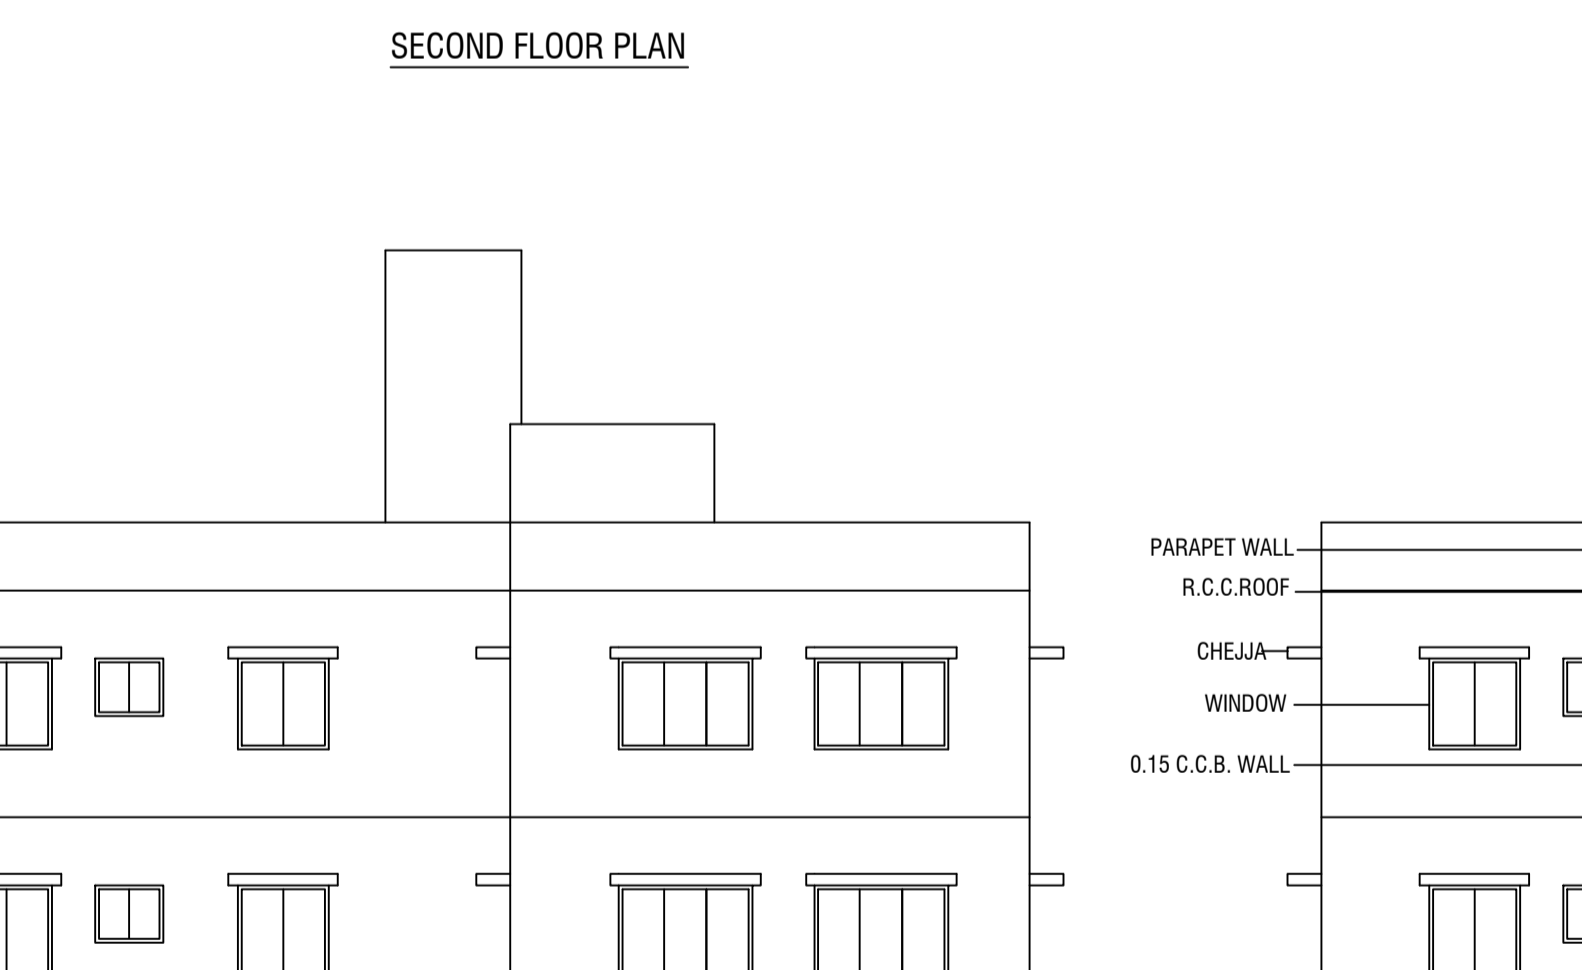 SECOND FLOOR PLAN
PARAPET WALL
R.C.C.ROOF
CHEJJA
WINDOW
0.15 C.C.B. WALL